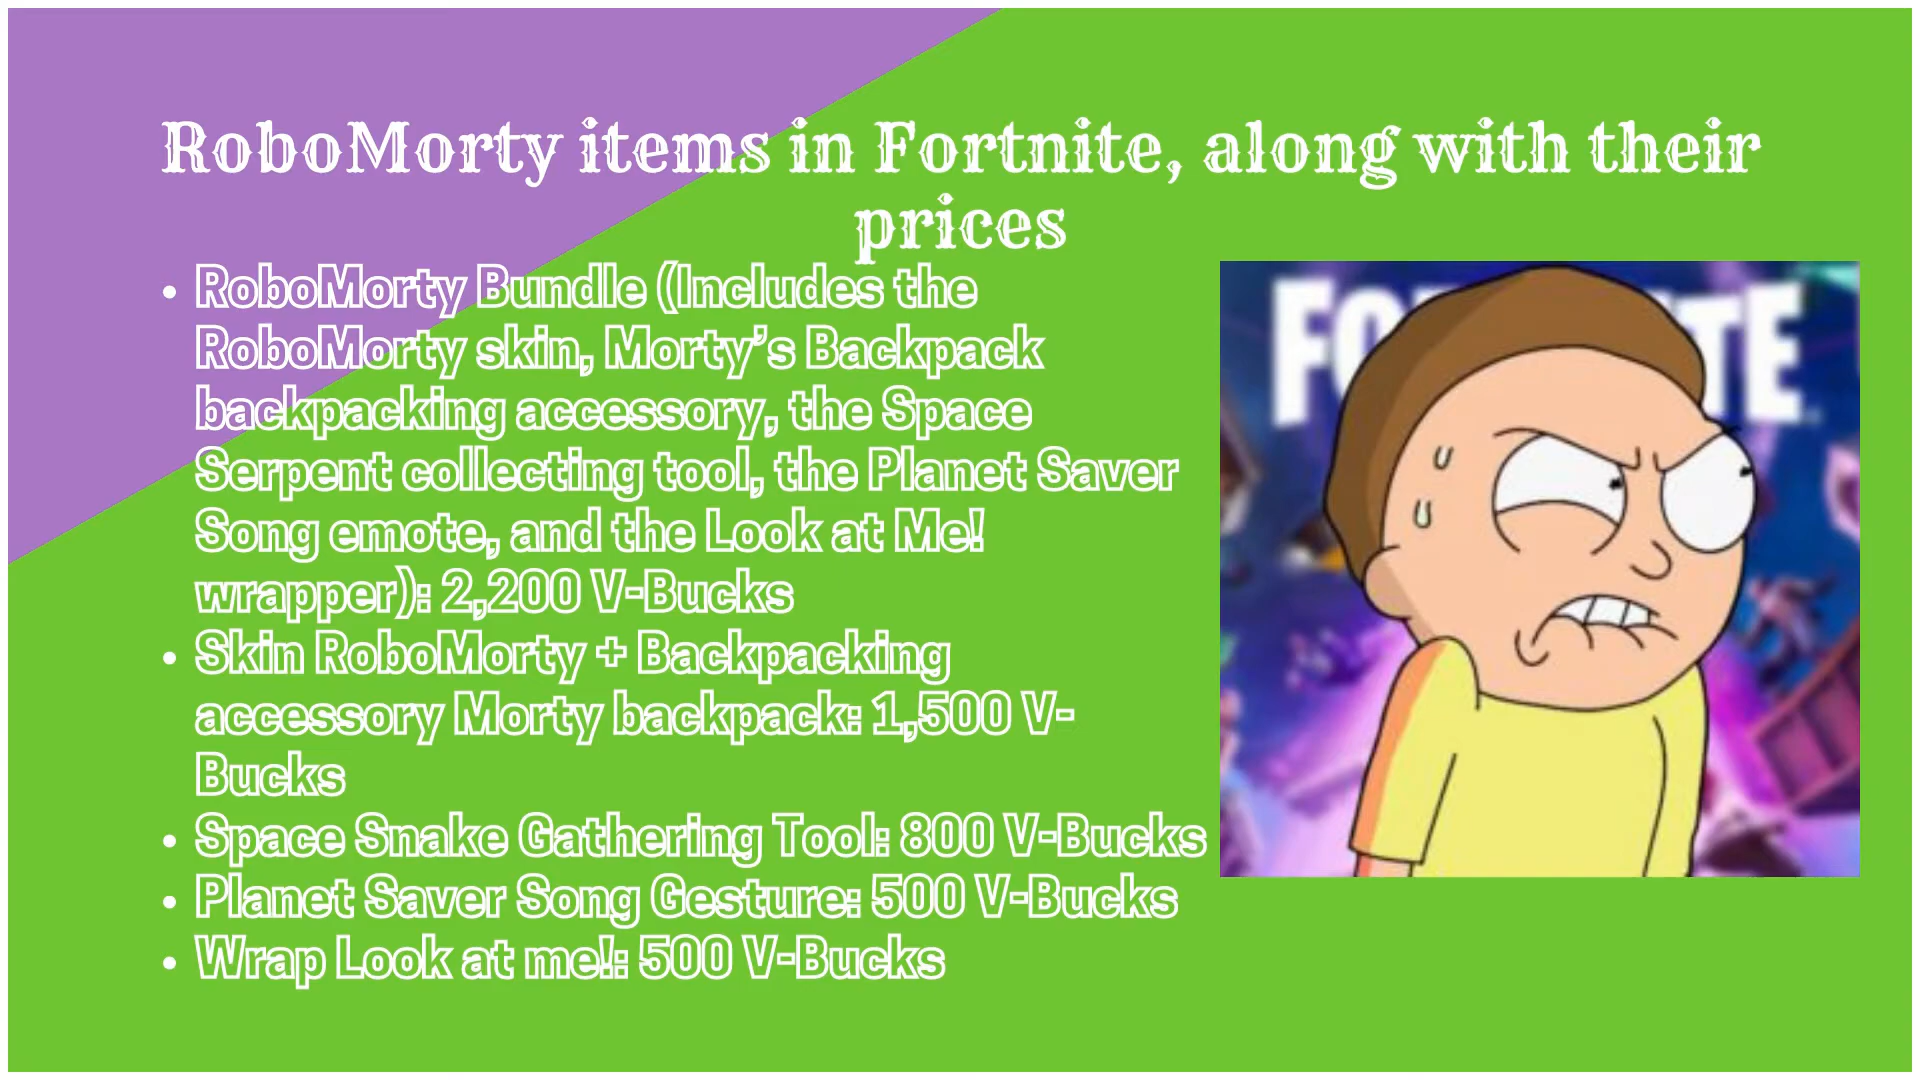 RoboMorty items in Fortnite, along with their
prices
• RoboMorty Bundle (Includes the
RoboMorty skin, Morty’s Backpack
backpacking accessory, the Space
Serpent collecting tool, the Planet Saver
Song emote, and the Look at Me!
wrapper): 2,200 V-Bucks
• Skin RoboMorty + Backpacking
accessory Morty backpack: 1,500 V-
Bucks
• Space Snake Gathering Tool: 800 V-Bucks
• Planet Saver Song Gesture: 500 V-Bucks
• Wrap Look at me!: 500 V-Bucks